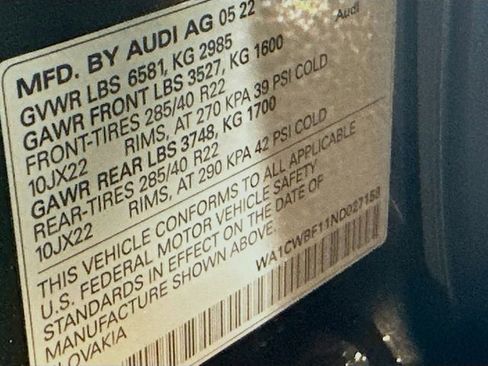 MFD. BY AUDI AG 05 22
Audi
GVWR LBS 6581, KG 2985
GAWR FRONT LBS 3527, KG 1600
FRONT-TIRES 285/40 R22
10JX22 RIMS, AT 270 KPA 39 PSI COLD
GAWR REAR LBS 3748, KG 1700
REAR-TIRES 285/40 R22
10JX22 RIMS, AT 290 KPA 42 PSI COLD
THIS VEHICLE CONFORMS TO ALL APPLICABLE
U.S. FEDERAL MOTOR VEHICLE SAFETY
STANDARDS IN EFFECT ON THE DATE OF
MANUFACTURE SHOWN ABOVE.
WA1CWBF11ND027158
SLOVAKIA